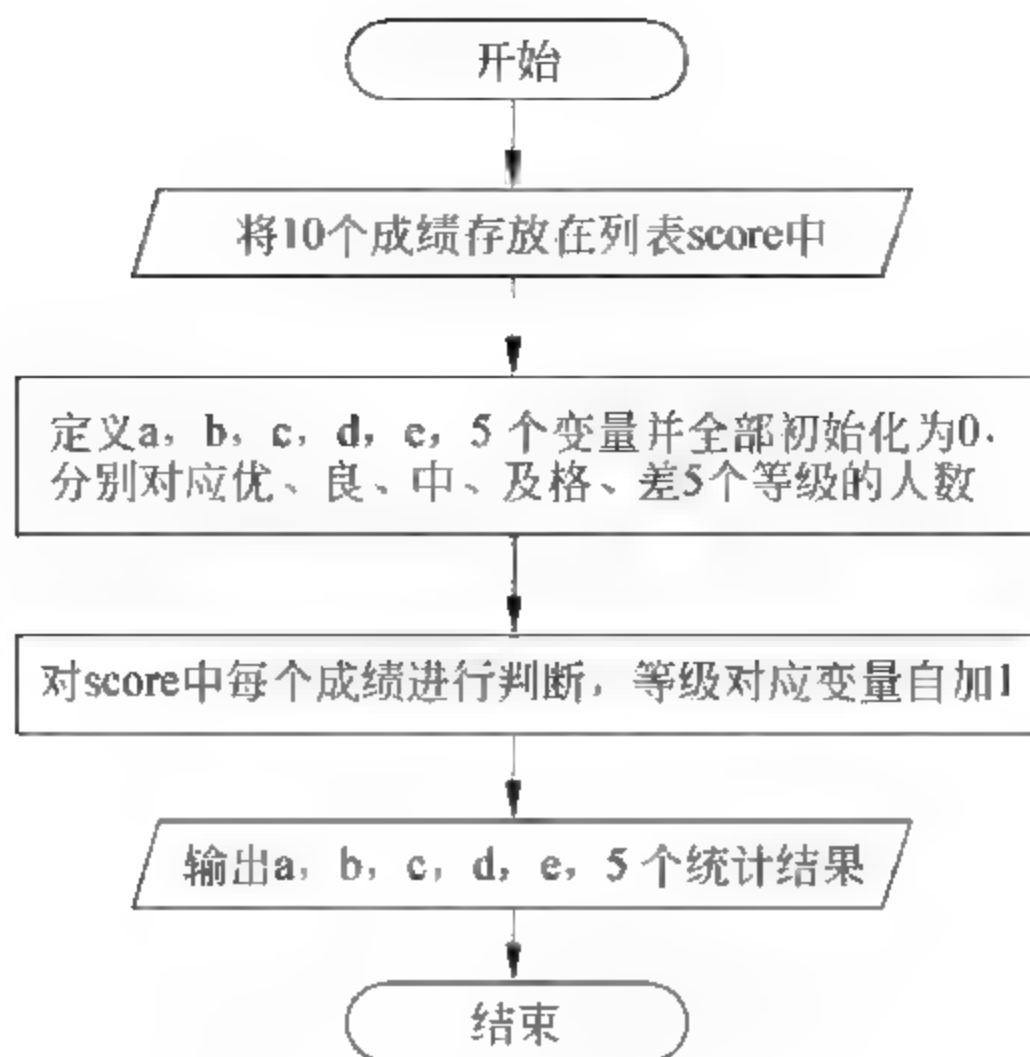 开始
将10个成绩存放在列表score中
定义a，b，c，d，e，5 个变量并全部初始化为0.
分别对应优、良、中、及格、差5个等级的人数
对score中每个成绩进行判断，等级对应变量自加1
输出a，b，c，d，e，5 个统计结果
结束